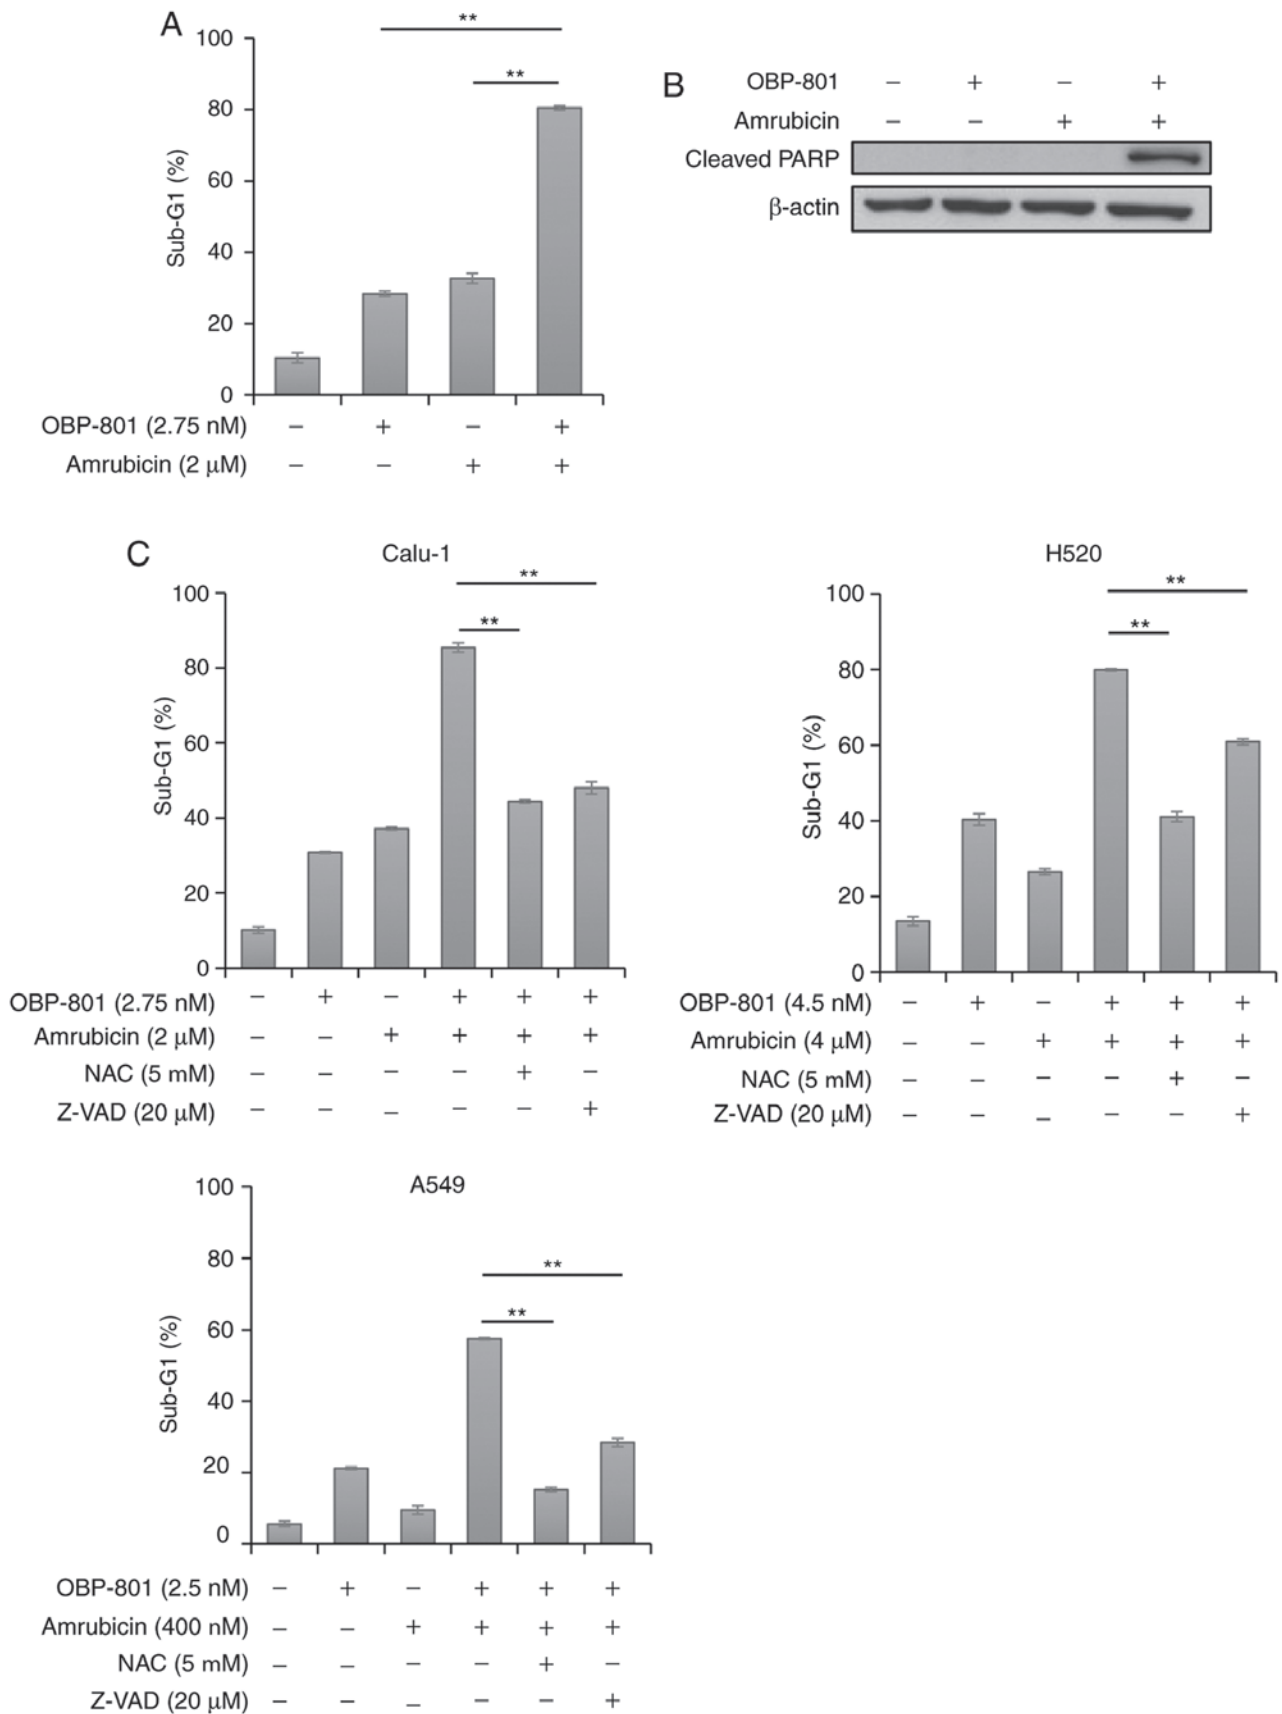 A
**
**
100
80
60
40
20
0
Sub-G1 (%)
OBP-801 (2.75 nM) – + – +
Amrubicin (2 μM) – – + +
B
OBP-801 – + – +
Amrubicin – – + +
Cleaved PARP
β-actin
C
Calu-1
**
**
100
80
60
40
20
0
Sub-G1 (%)
OBP-801 (2.75 nM) – + – + + +
Amrubicin (2 μM) – – + + + +
NAC (5 mM) – – – – + –
Z-VAD (20 μM) – – – – – +
H520
**
**
100
80
60
40
20
0
Sub-G1 (%)
OBP-801 (4.5 nM) – + – + + +
Amrubicin (4 μM) – – + + + +
NAC (5 mM) – – – – + –
Z-VAD (20 μM) – – – – – +
A549
**
**
100
80
60
40
20
0
Sub-G1 (%)
OBP-801 (2.5 nM) – + – + + +
Amrubicin (400 nM) – – + + + +
NAC (5 mM) – – – – + –
Z-VAD (20 μM) – – – – – +